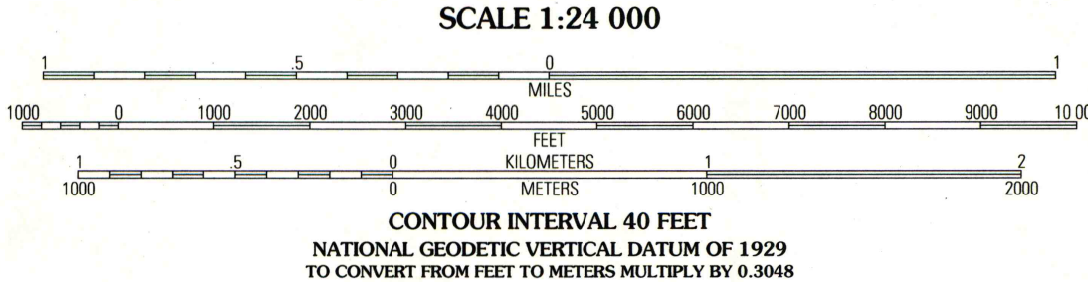 SCALE 1:24 000
1 .5 0 1
MILES
1000 0 1000 2000 3000 4000 5000 6000 7000 8000 9000 10 00
FEET
1 .5 0 KILOMETERS 1 2
1000 0 METERS 1000 2000
CONTOUR INTERVAL 40 FEET
NATIONAL GEODETIC VERTICAL DATUM OF 1929
TO CONVERT FROM FEET TO METERS MULTIPLY BY 0.3048